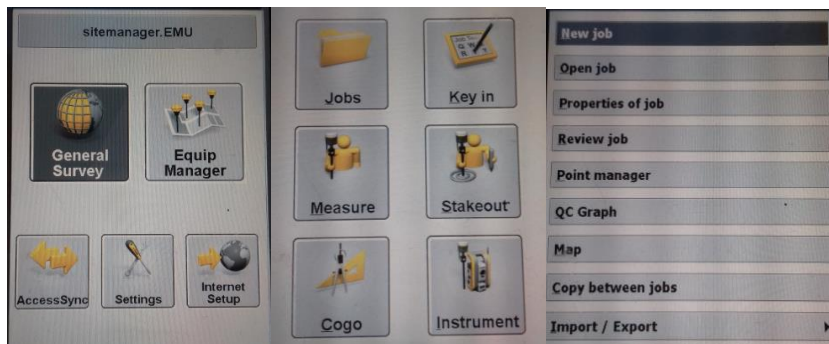 sitemanager.EMU
General
Survey
Equip
Manager
AccessSync
Settings
Internet
Setup
Jobs
Key in
Measure
Stakeout
Cogo
Instrument
New job
Open job
Properties of job
Review job
Point manager
QC Graph
Map
Copy between jobs
Import / Export